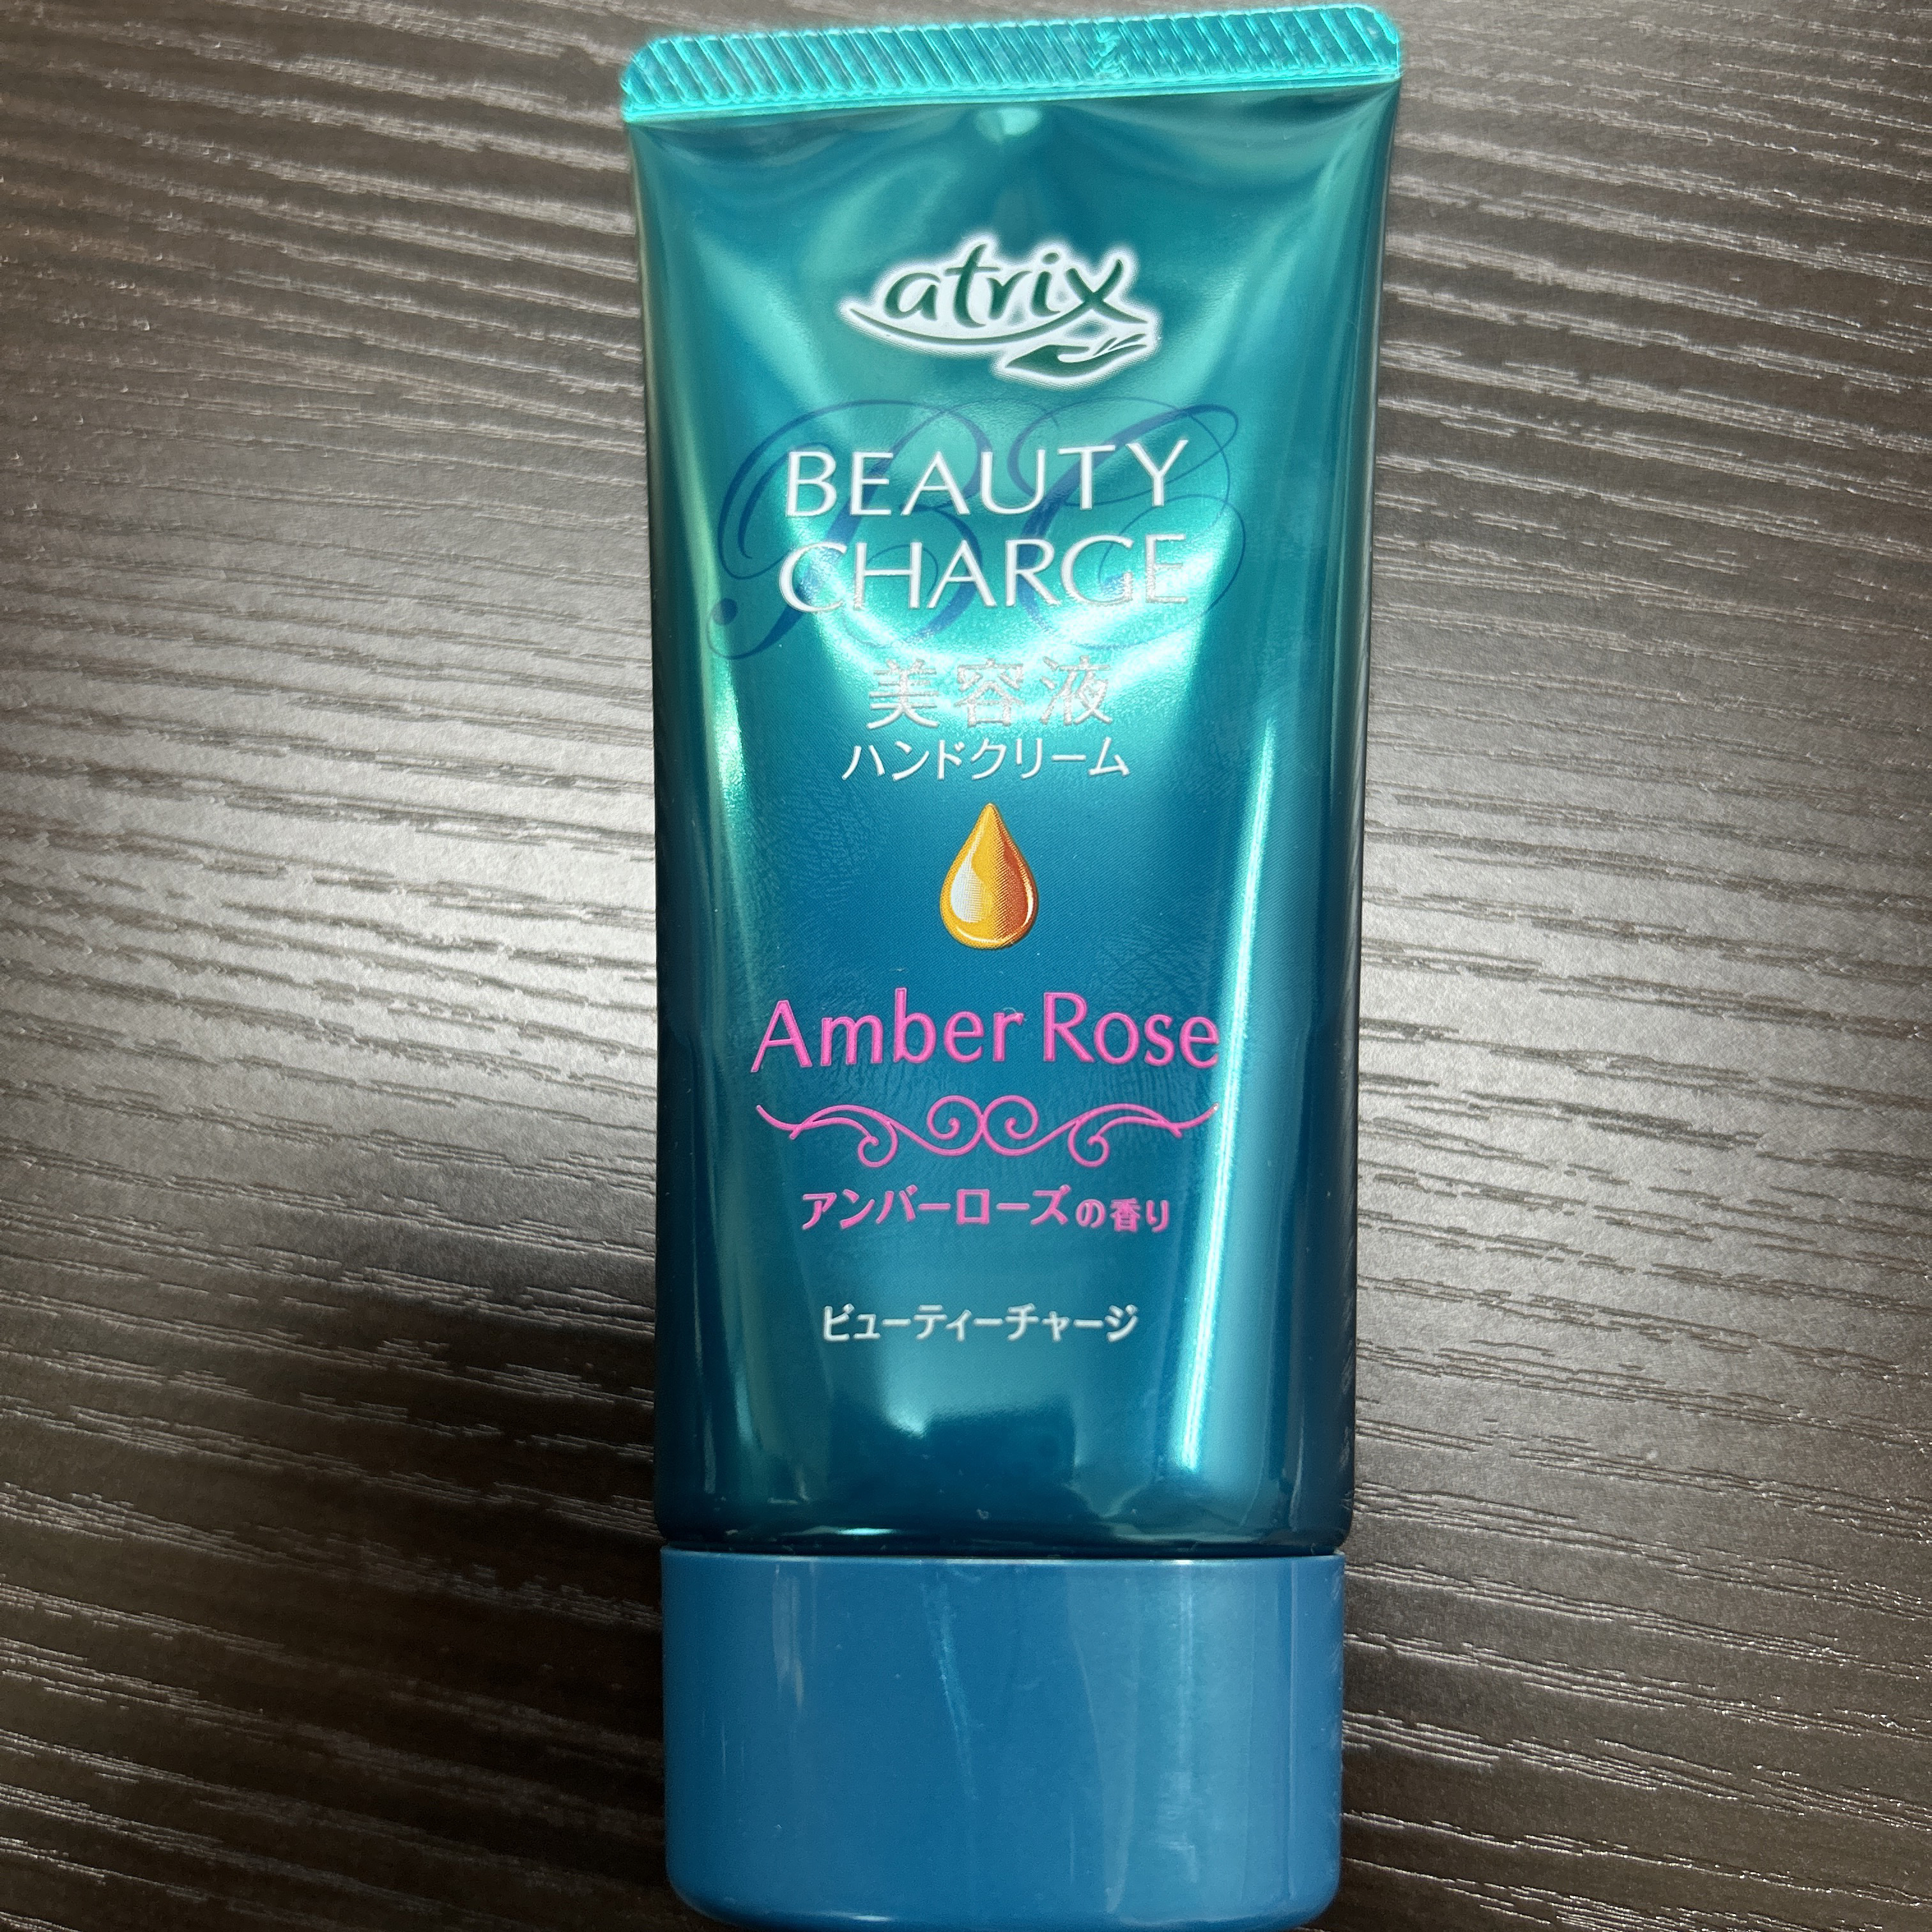 atrix
BEAUTY
CHARGE
美容液
ハンドクリーム
Amber Rose
アンバーローズの香り
ビューティーチャージ